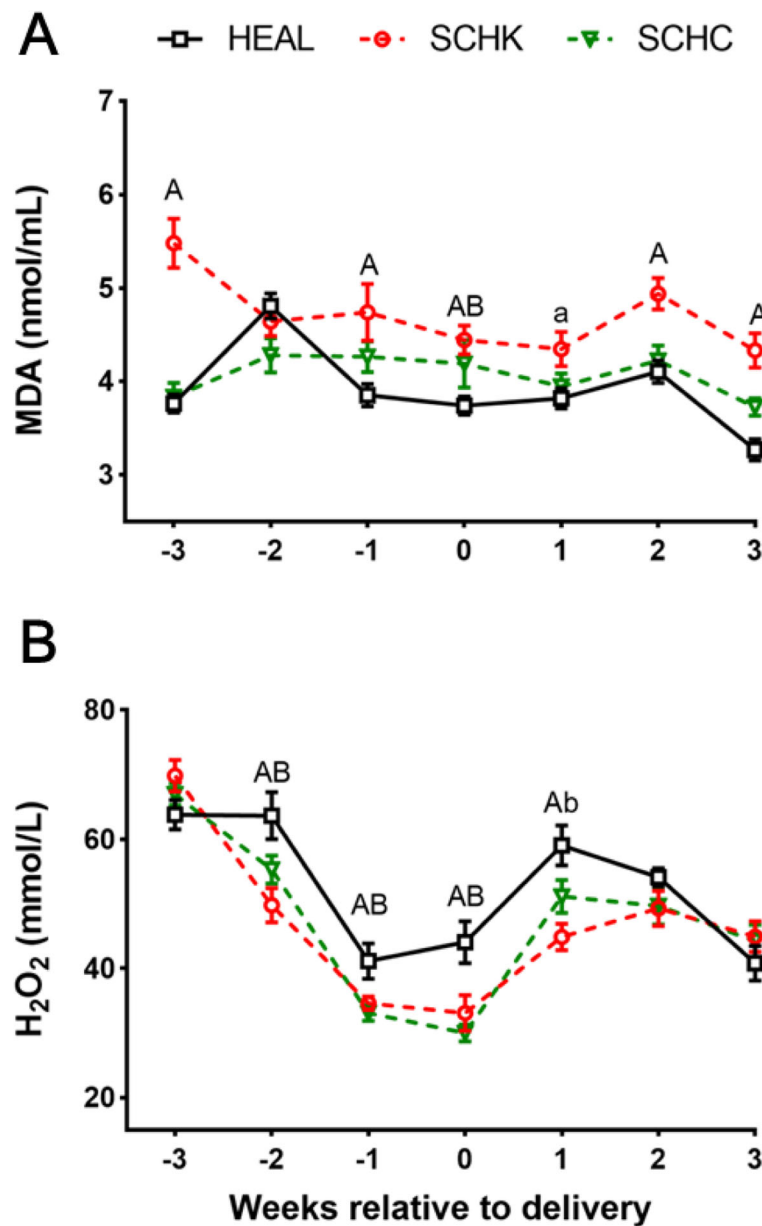 A
HEAL SCHK SCHC
MDA (nmol/mL)
7
6
5
4
3
A
A
AB
a
A
A
-3 -2 -1 0 1 2 3
B
H₂O₂ (mmol/L)
80
60
40
20
AB
AB
AB
Ab
-3 -2 -1 0 1 2 3
Weeks relative to delivery